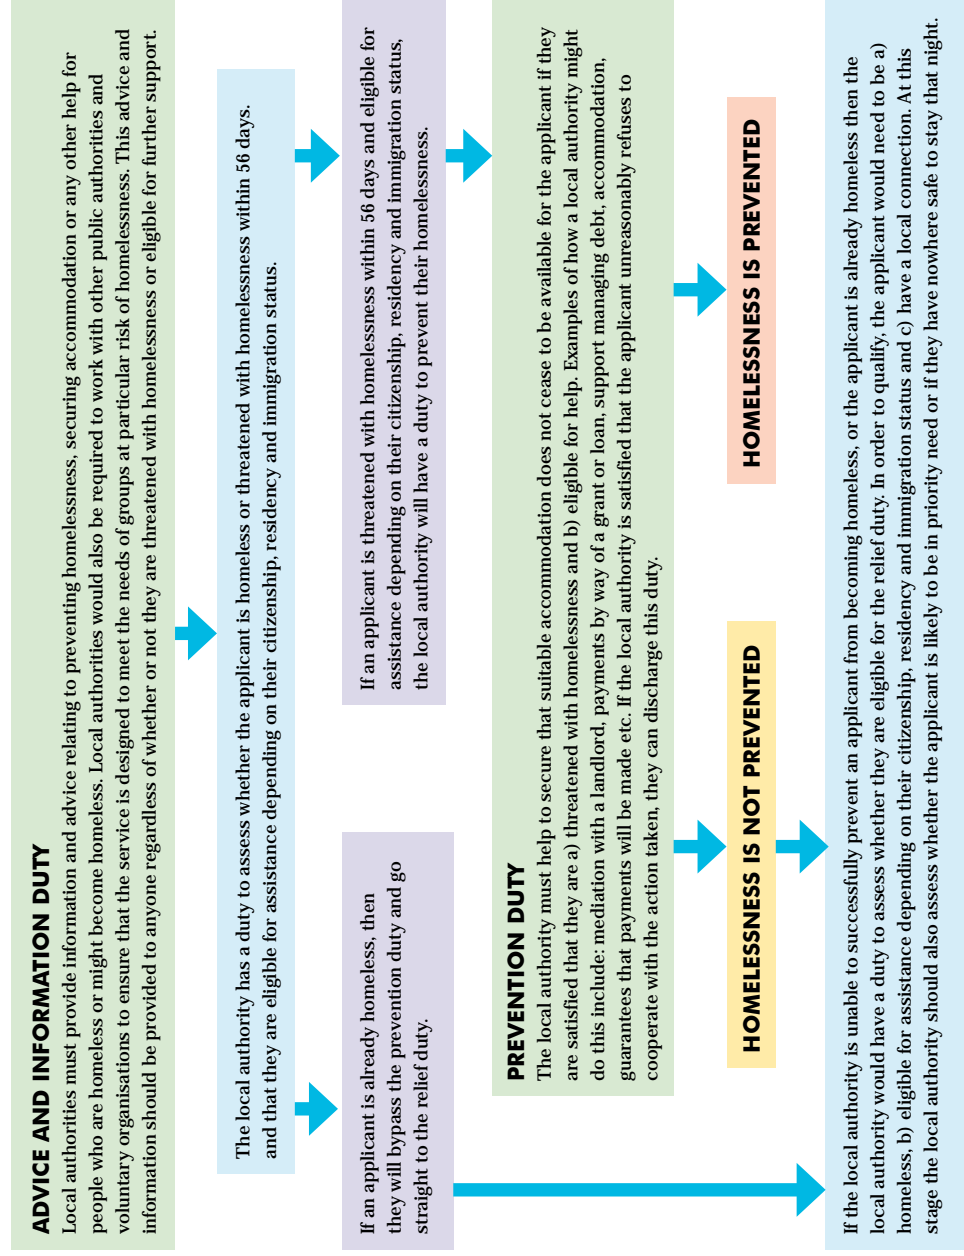 ADVICE AND INFORMATION DUTY
Local authorities must provide information and advice relating to preventing homelessness, securing accommodation or any other help for
people who are homeless or might become homeless. Local authorities would also be required to work with other public authorities and
voluntary organisations to ensure that the service is designed to meet the needs of groups at particular risk of homelessness. This advice and
information should be provided to anyone regardless of whether or not they are threatened with homelessness or eligible for further support.
The local authority has a duty to assess whether the applicant is homeless or threatened with homelessness within 56 days.
and that they are eligible for assistance depending on their citizenship, residency and immigration status.
If an applicant is already homeless, then
they will bypass the prevention duty and go
straight to the relief duty.
If an applicant is threatened with homelessness within 56 days and eligible for
assistance depending on their citizenship, residency and immigration status,
the local authority will have a duty to prevent their homelessness.
PREVENTION DUTY
The local authority must help to secure that suitable accommodation does not cease to be available for the applicant if they
are satisfied that they are a) threatened with homelessness and b) eligible for help. Examples of how a local authority might
do this include: mediation with a landlord, payments by way of a grant or loan, support managing debt, accommodation,
guarantees that payments will be made etc. If the local authority is satisfied that the applicant unreasonably refuses to
cooperate with the action taken, they can discharge this duty.
HOMELESSNESS IS NOT PREVENTED
HOMELESSNESS IS PREVENTED
If the local authority is unable to successfully prevent an applicant from becoming homeless, or the applicant is already homeless then the
local authority would have a duty to assess whether they are eligible for the relief duty. In order to qualify, the applicant would need to be a)
homeless, b) eligible for assistance depending on their citizenship, residency and immigration status and c) have a local connection. At this
stage the local authority should also assess whether the applicant is likely to be in priority need or if they have nowhere safe to stay that night.